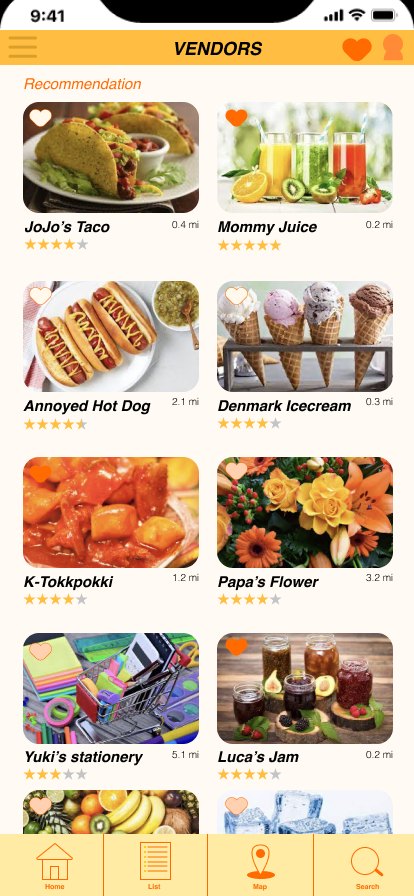 9:41
VENDORS
Recommendation
JoJo's Taco 0.4 mi
Mommy Juice 0.2 mi
Annoyed Hot Dog 2.1 mi
Denmark Icecream 0.3 mi
K-Tokkpokki 1.2 mi
Papa's Flower 3.2 mi
Yuki's stationery 5.1 mi
Luca's Jam 0.2 mi
Home List Map Search